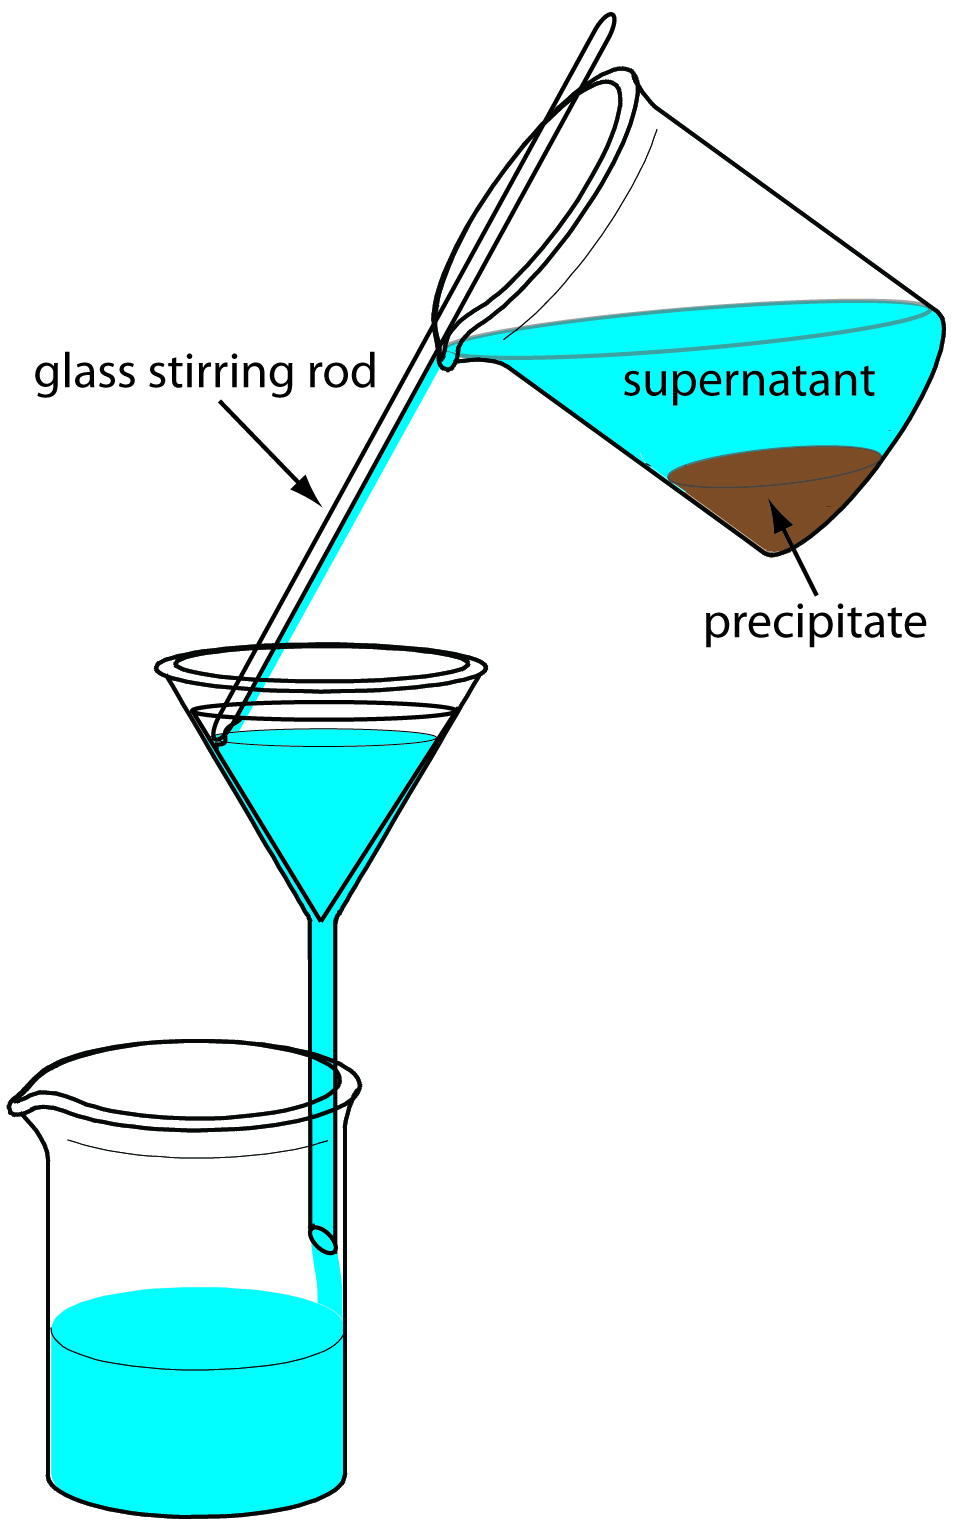 glass stirring rod
supernatant
precipitate